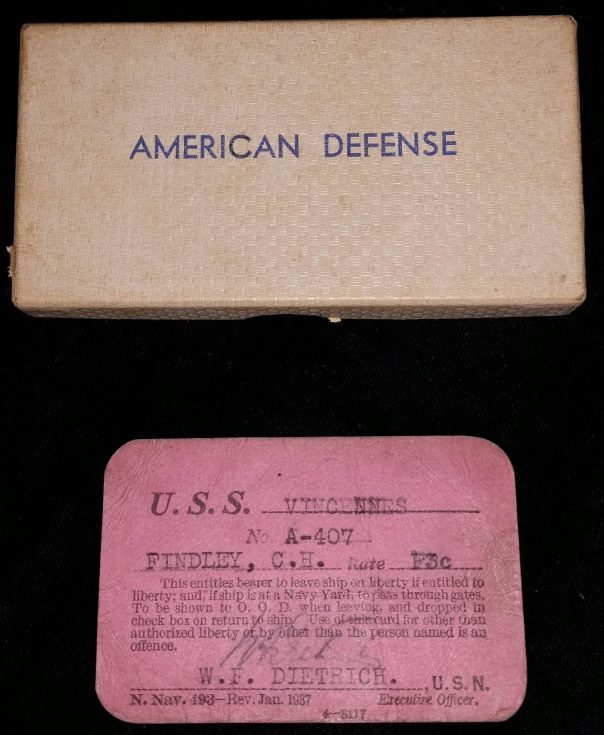 AMERICAN DEFENSE
U.S.S. VINCENNES
No. A-407
FINDLEY, C.H. Rate F3c
This entitles bearer to leave ship on liberty if entitled to
liberty; and, if ship is at a Navy Yard, to pass through gates.
To be shown to O. O. D. when leaving, and dropped in
check box on return to ship. Use of this card for other than
authorized liberty or by other than the person named is an
offence.
W.F. DIETRICH. , U.S.N.
N. Nav. 493—Rev. Jan. 1937 Executive Officer.